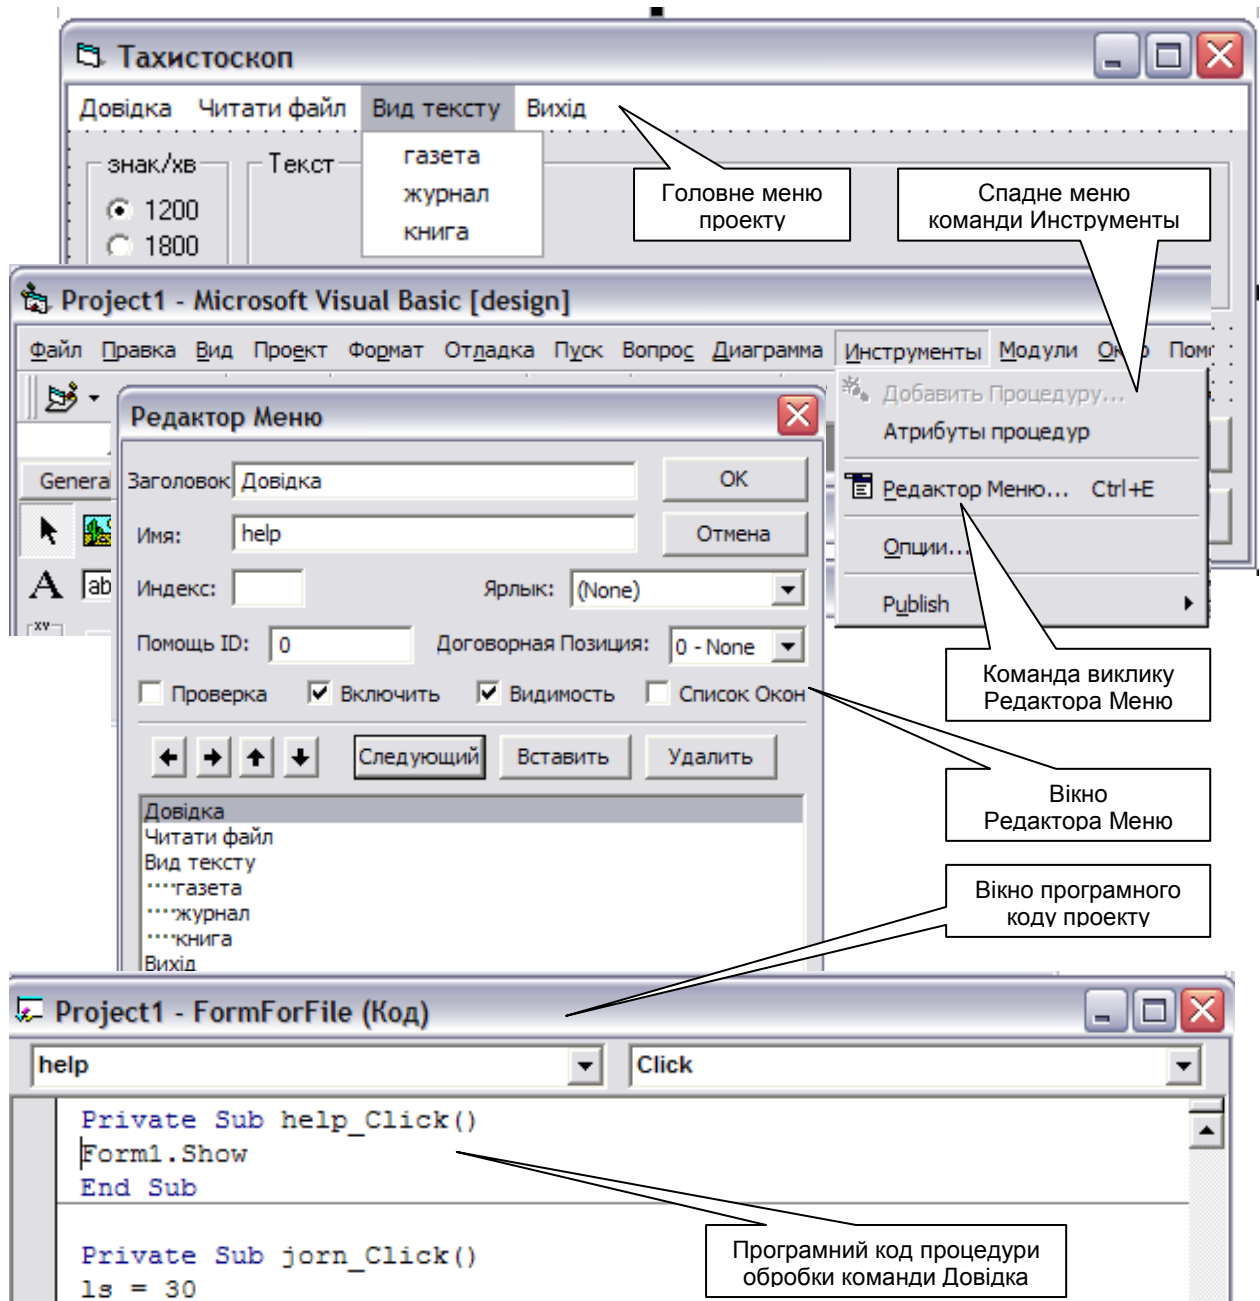 Тахистоскоп
Довідка Читати файл Вид тексту Вихід
газета
журнал
книга
знак/хв
Текст
1200
1800
Головне меню
проекту
Спадне меню
команди Инструменты
Project1 - Microsoft Visual Basic [design]
Файл Правка Вид Проект Формат Отладка Пуск Вопрос Диаграмма Инструменты Модули
Добавить Процедуру...
Атрибуты процедур
Редактор Меню... Ctrl+E
Опции...
Publish
General
A
ab
Редактор Меню
Заголовок Довідка OK
Имя: help Отмена
Индекс: Ярлык: (None)
Помощь ID: 0 Договорная Позиция: 0 - None
Проверка Включить Видимость Список Окон
Следующий Вставить Удалить
Довідка
Читати файл
Вид тексту
····газета
····журнал
····книга
Вихід
Команда виклику
Редактора Меню
Вікно
Редактора Меню
Вікно програмного
коду проекту
Project1 - FormForFile (Код)
help Click
Private Sub help_Click()
Form1.Show
End Sub
Private Sub jorn_Click()
ls = 30
Програмний код процедури
обробки команди Довідка